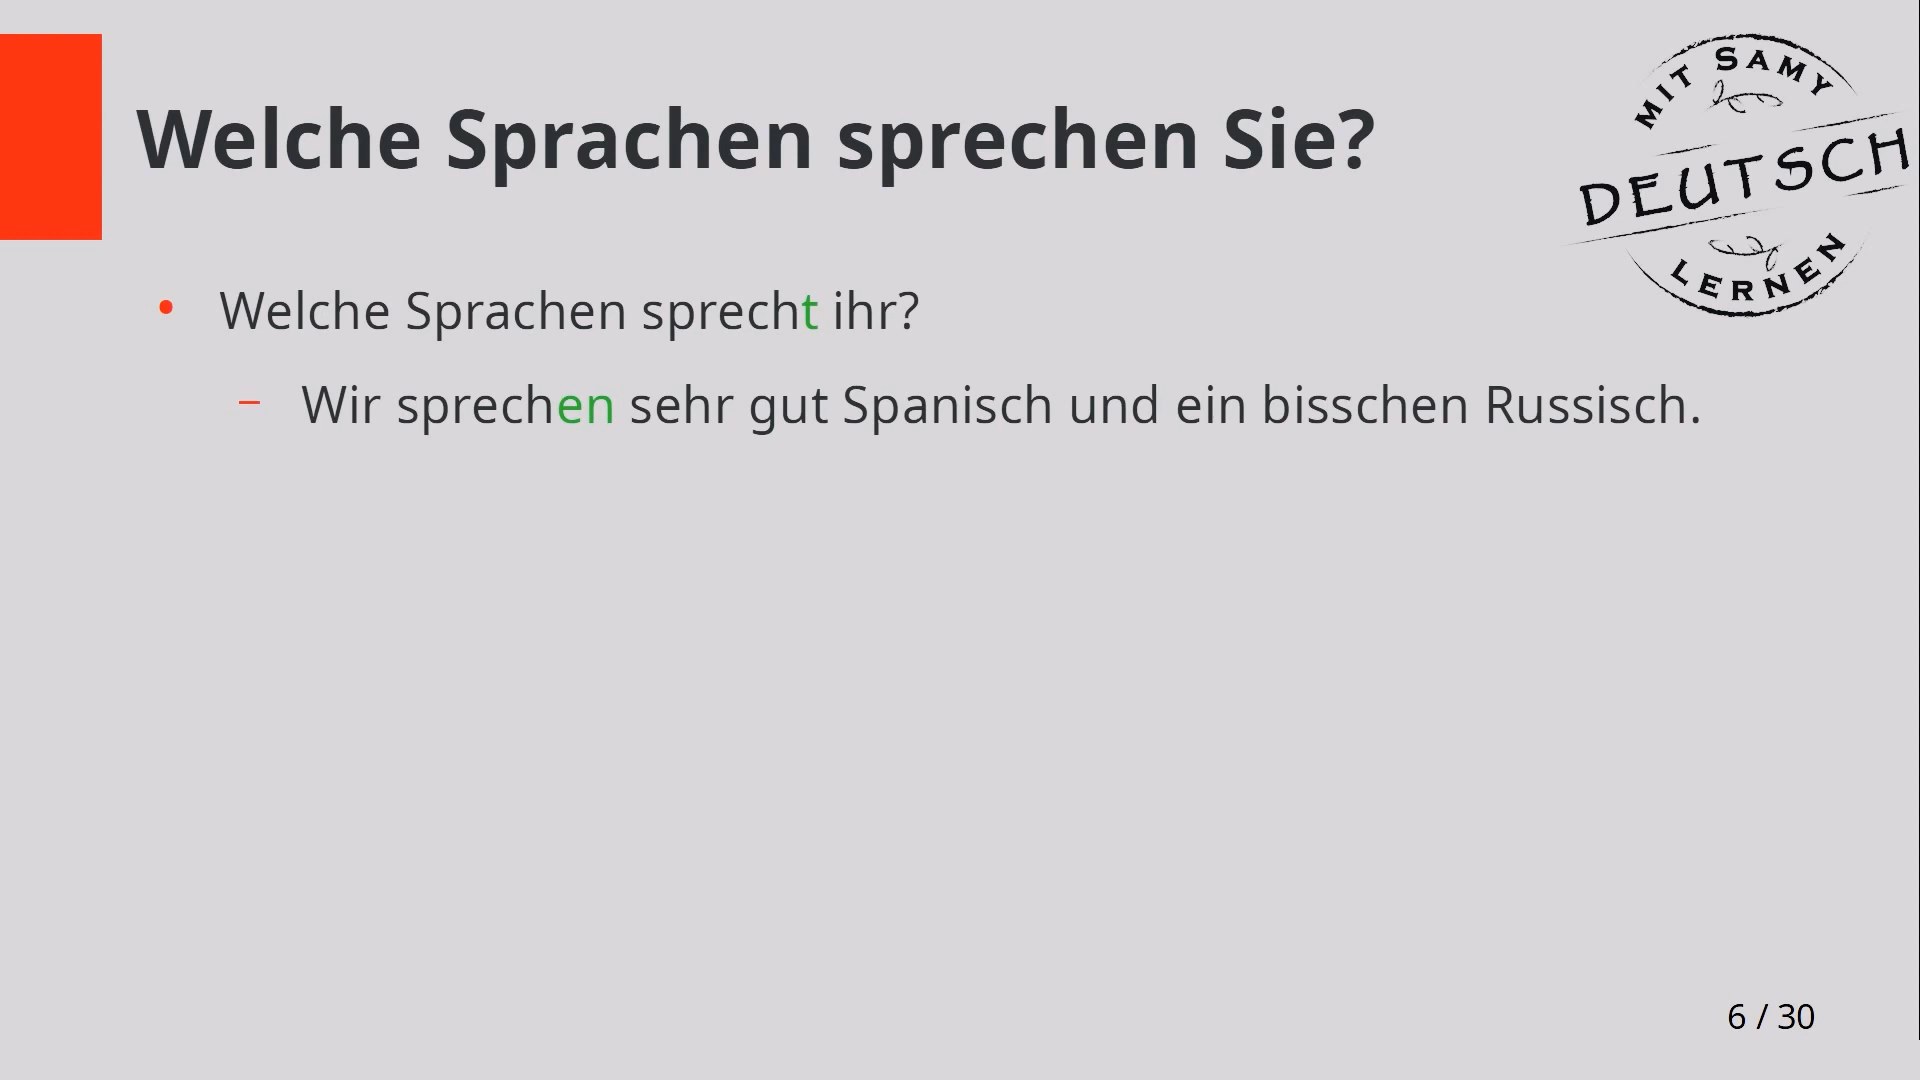 Welche Sprachen sprechen Sie?
MIT SAMY
DEUTSCH
LERNEN
• Welche Sprachen sprecht ihr?
– Wir sprechen sehr gut Spanisch und ein bisschen Russisch.
6 / 30